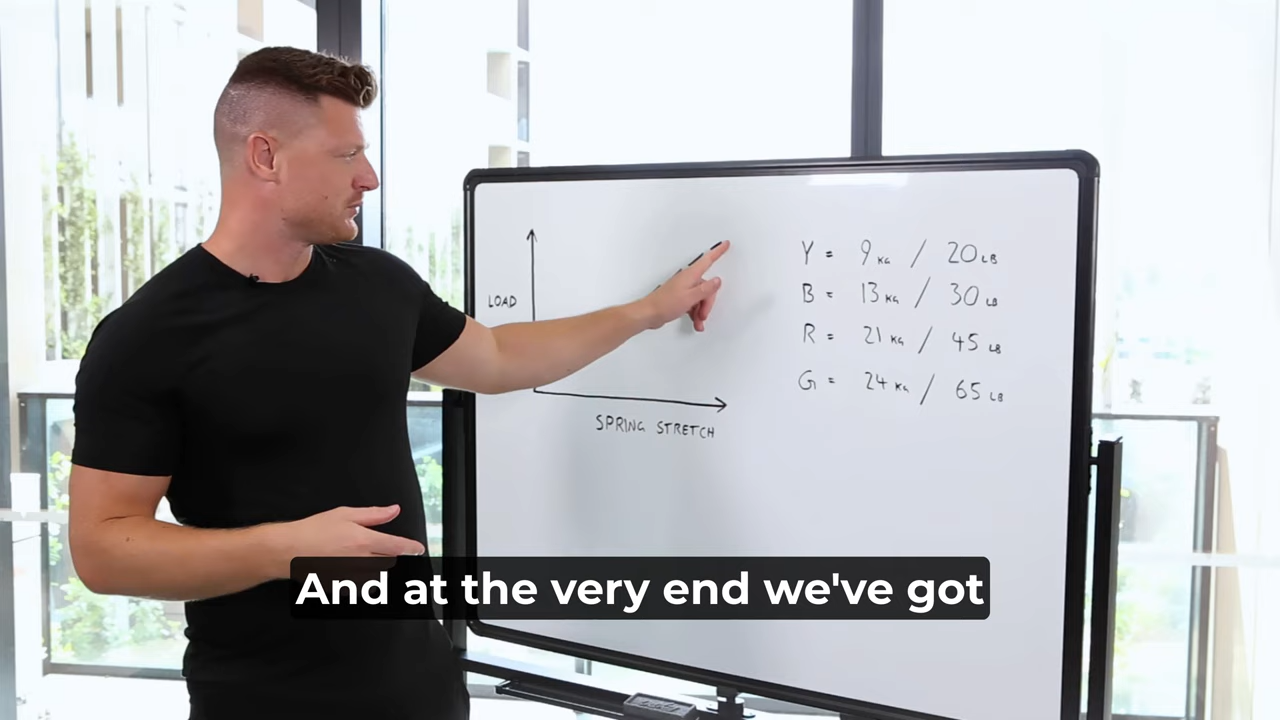 LOAD
SPRING STRETCH
Y = 9 KG / 20 LB
B = 13 KG / 30 LB
R = 21 KG / 45 LB
G = 24 KG / 65 LB
And at the very end we've got